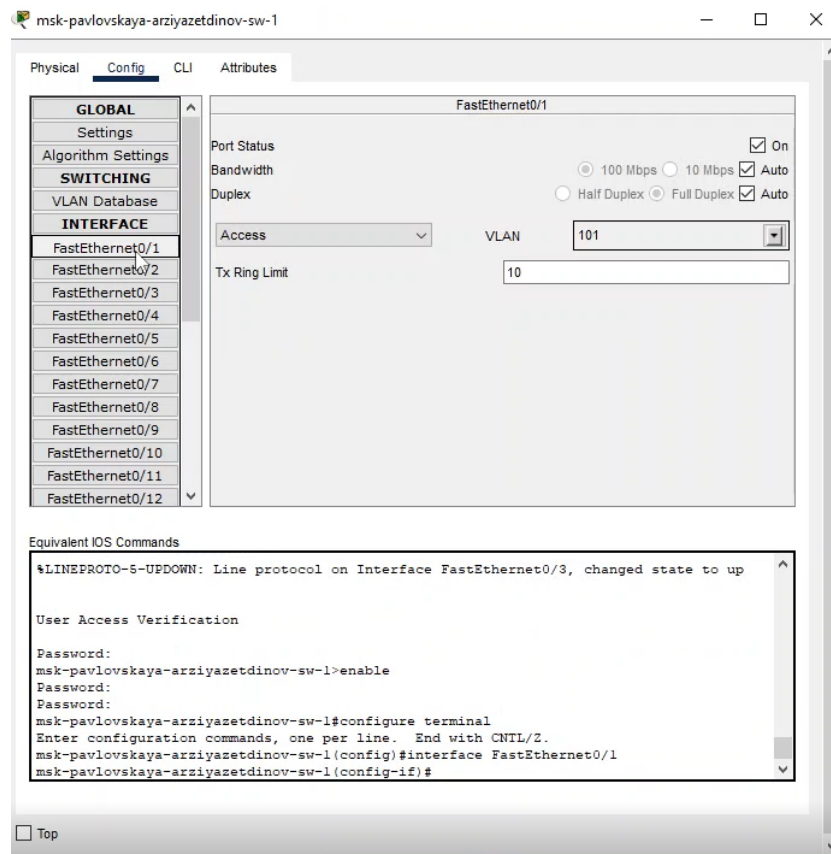 msk-pavlovskaya-arziyazetdinov-sw-1
Physical Config CLI Attributes
GLOBAL
Settings
Algorithm Settings
SWITCHING
VLAN Database
INTERFACE
FastEthernet0/1
FastEthernet0/2
FastEthernet0/3
FastEthernet0/4
FastEthernet0/5
FastEthernet0/6
FastEthernet0/7
FastEthernet0/8
FastEthernet0/9
FastEthernet0/10
FastEthernet0/11
FastEthernet0/12
FastEthernet0/1
Port Status On
Bandwidth 100 Mbps 10 Mbps Auto
Duplex Half Duplex Full Duplex Auto
Access VLAN 101
Tx Ring Limit 10
Equivalent IOS Commands
%LINEPROTO-5-UPDOWN: Line protocol on Interface FastEthernet0/3, changed state to up
User Access Verification
Password:
msk-pavlovskaya-arziyazetdinov-sw-1>enable
Password:
Password:
msk-pavlovskaya-arziyazetdinov-sw-1#configure terminal
Enter configuration commands, one per line. End with CNTL/Z.
msk-pavlovskaya-arziyazetdinov-sw-1(config)#interface FastEthernet0/1
msk-pavlovskaya-arziyazetdinov-sw-1(config-if)#
Top